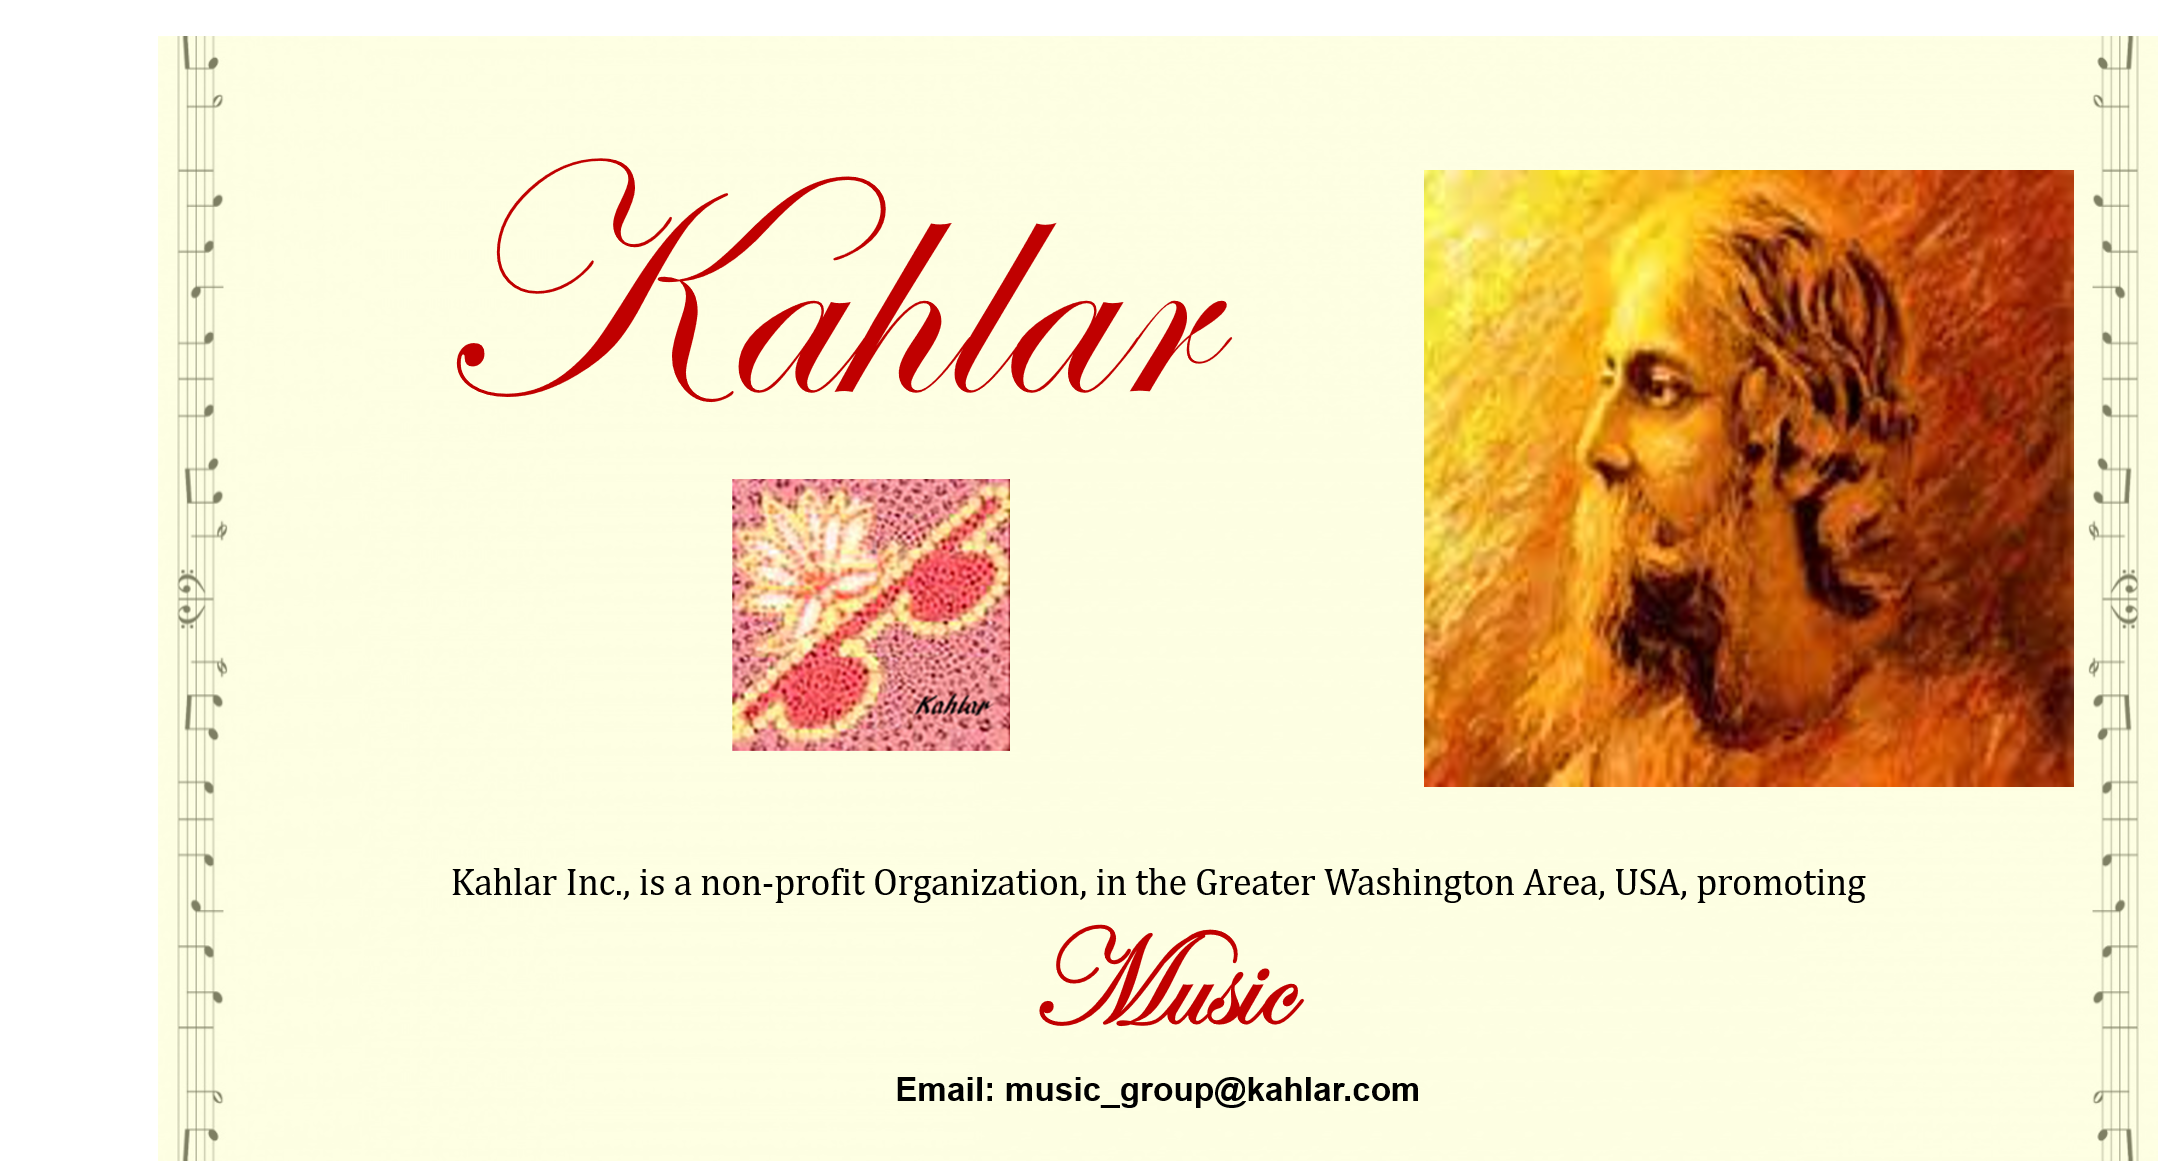 Kahlar
Kahlar
Kahlar Inc., is a non-profit Organization, in the Greater Washington Area, USA, promoting
Music
Email: music_group@kahlar.com